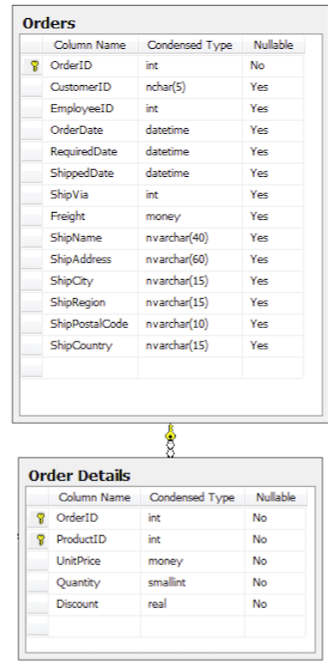 Orders
Column Name Condensed Type Nullable
OrderID int No
CustomerID nchar(5) Yes
EmployeeID int Yes
OrderDate datetime Yes
RequiredDate datetime Yes
ShippedDate datetime Yes
ShipVia int Yes
Freight money Yes
ShipName nvarchar(40) Yes
ShipAddress nvarchar(60) Yes
ShipCity nvarchar(15) Yes
ShipRegion nvarchar(15) Yes
ShipPostalCode nvarchar(10) Yes
ShipCountry nvarchar(15) Yes
Order Details
Column Name Condensed Type Nullable
OrderID int No
ProductID int No
UnitPrice money No
Quantity smallint No
Discount real No